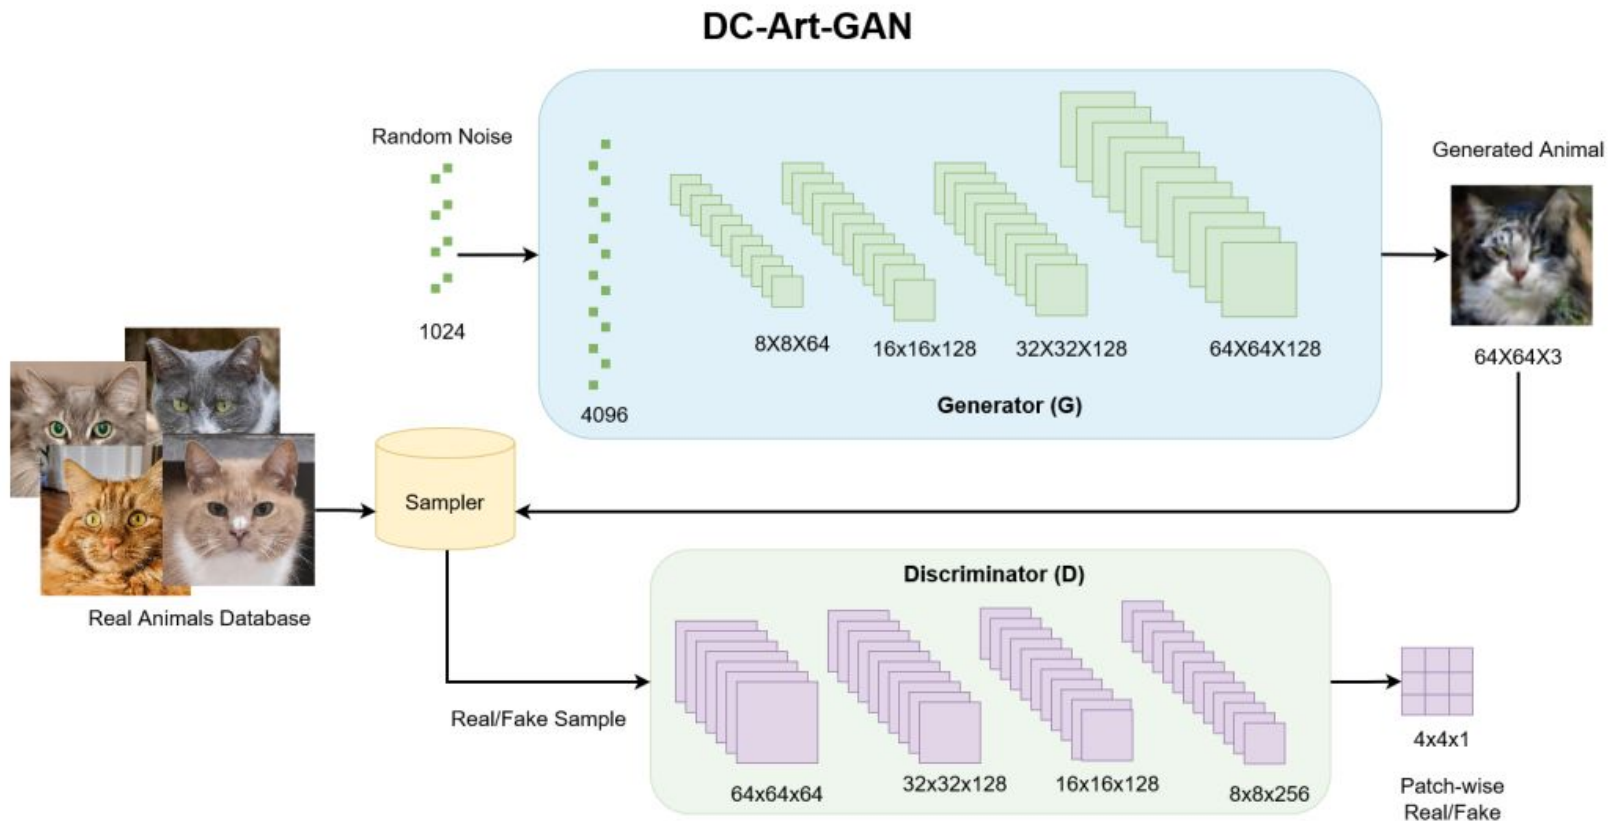 DC-Art-GAN
Random Noise
1024
4096
8X8X64
16x16x128
32X32X128
64X64X128
Generator (G)
Generated Animal
64X64X3
Real Animals Database
Sampler
Real/Fake Sample
Discriminator (D)
64x64x64
32x32x128
16x16x128
8x8x256
4x4x1
Patch-wise
Real/Fake